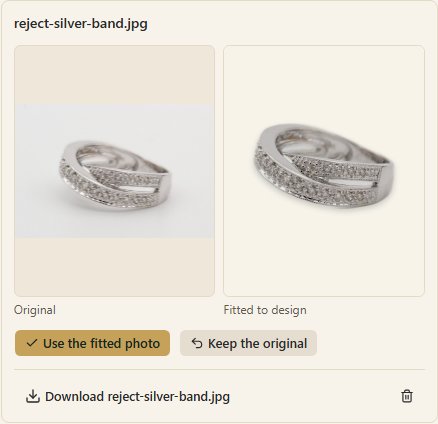 reject-silver-band.jpg
Original
Fitted to design
Use the fitted photo
Keep the original
Download reject-silver-band.jpg